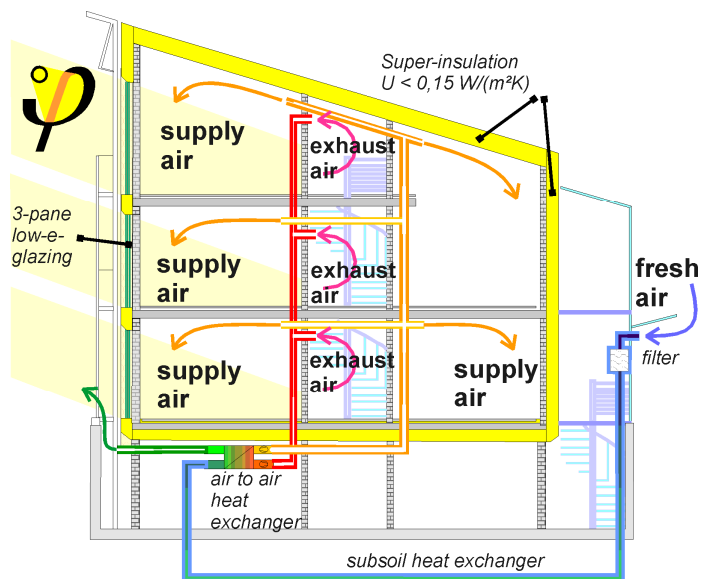 Super-insulation
U < 0,15 W/(m²K)
supply
air
exhaust
air
3-pane
low-e-
glazing
supply
air
exhaust
air
fresh
air
supply
air
exhaust
air
supply
air
filter
air to air
heat
exchanger
subsoil heat exchanger